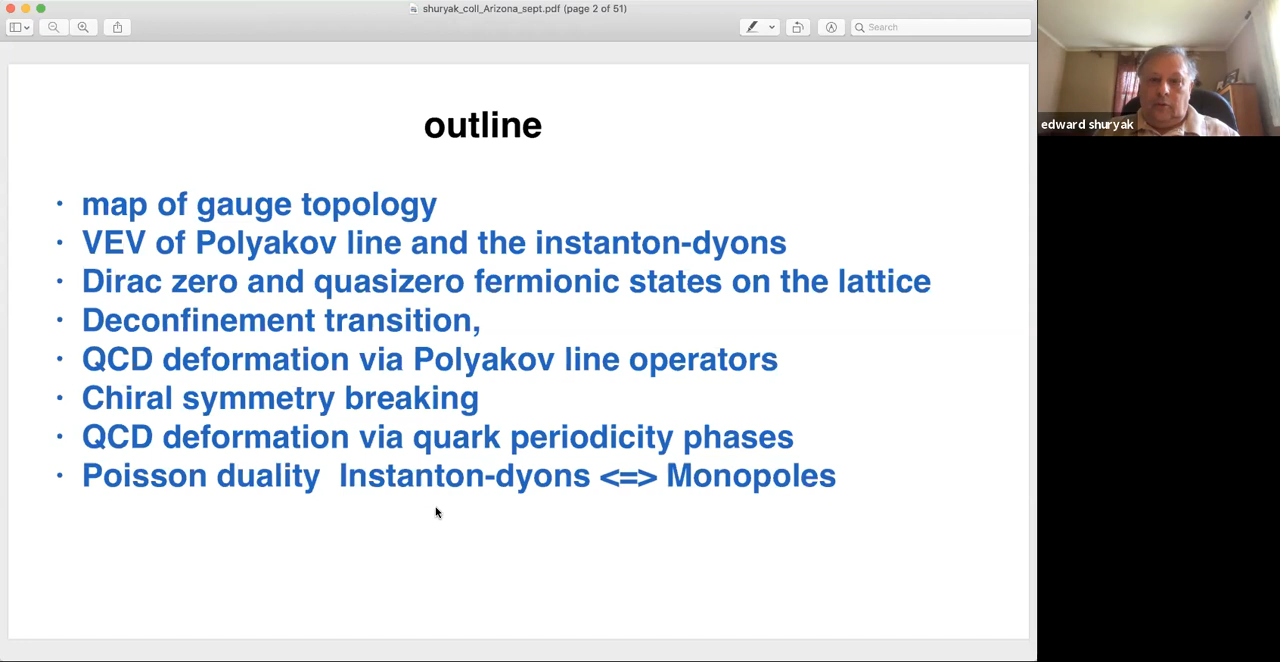 shuryak_coll_Arizona_sept.pdf (page 2 of 51)
Search
edward shuryak
outline
· map of gauge topology
· VEV of Polyakov line and the instanton-dyons
· Dirac zero and quasizero fermionic states on the lattice
· Deconfinement transition,
· QCD deformation via Polyakov line operators
· Chiral symmetry breaking
· QCD deformation via quark periodicity phases
· Poisson duality  Instanton-dyons <=> Monopoles